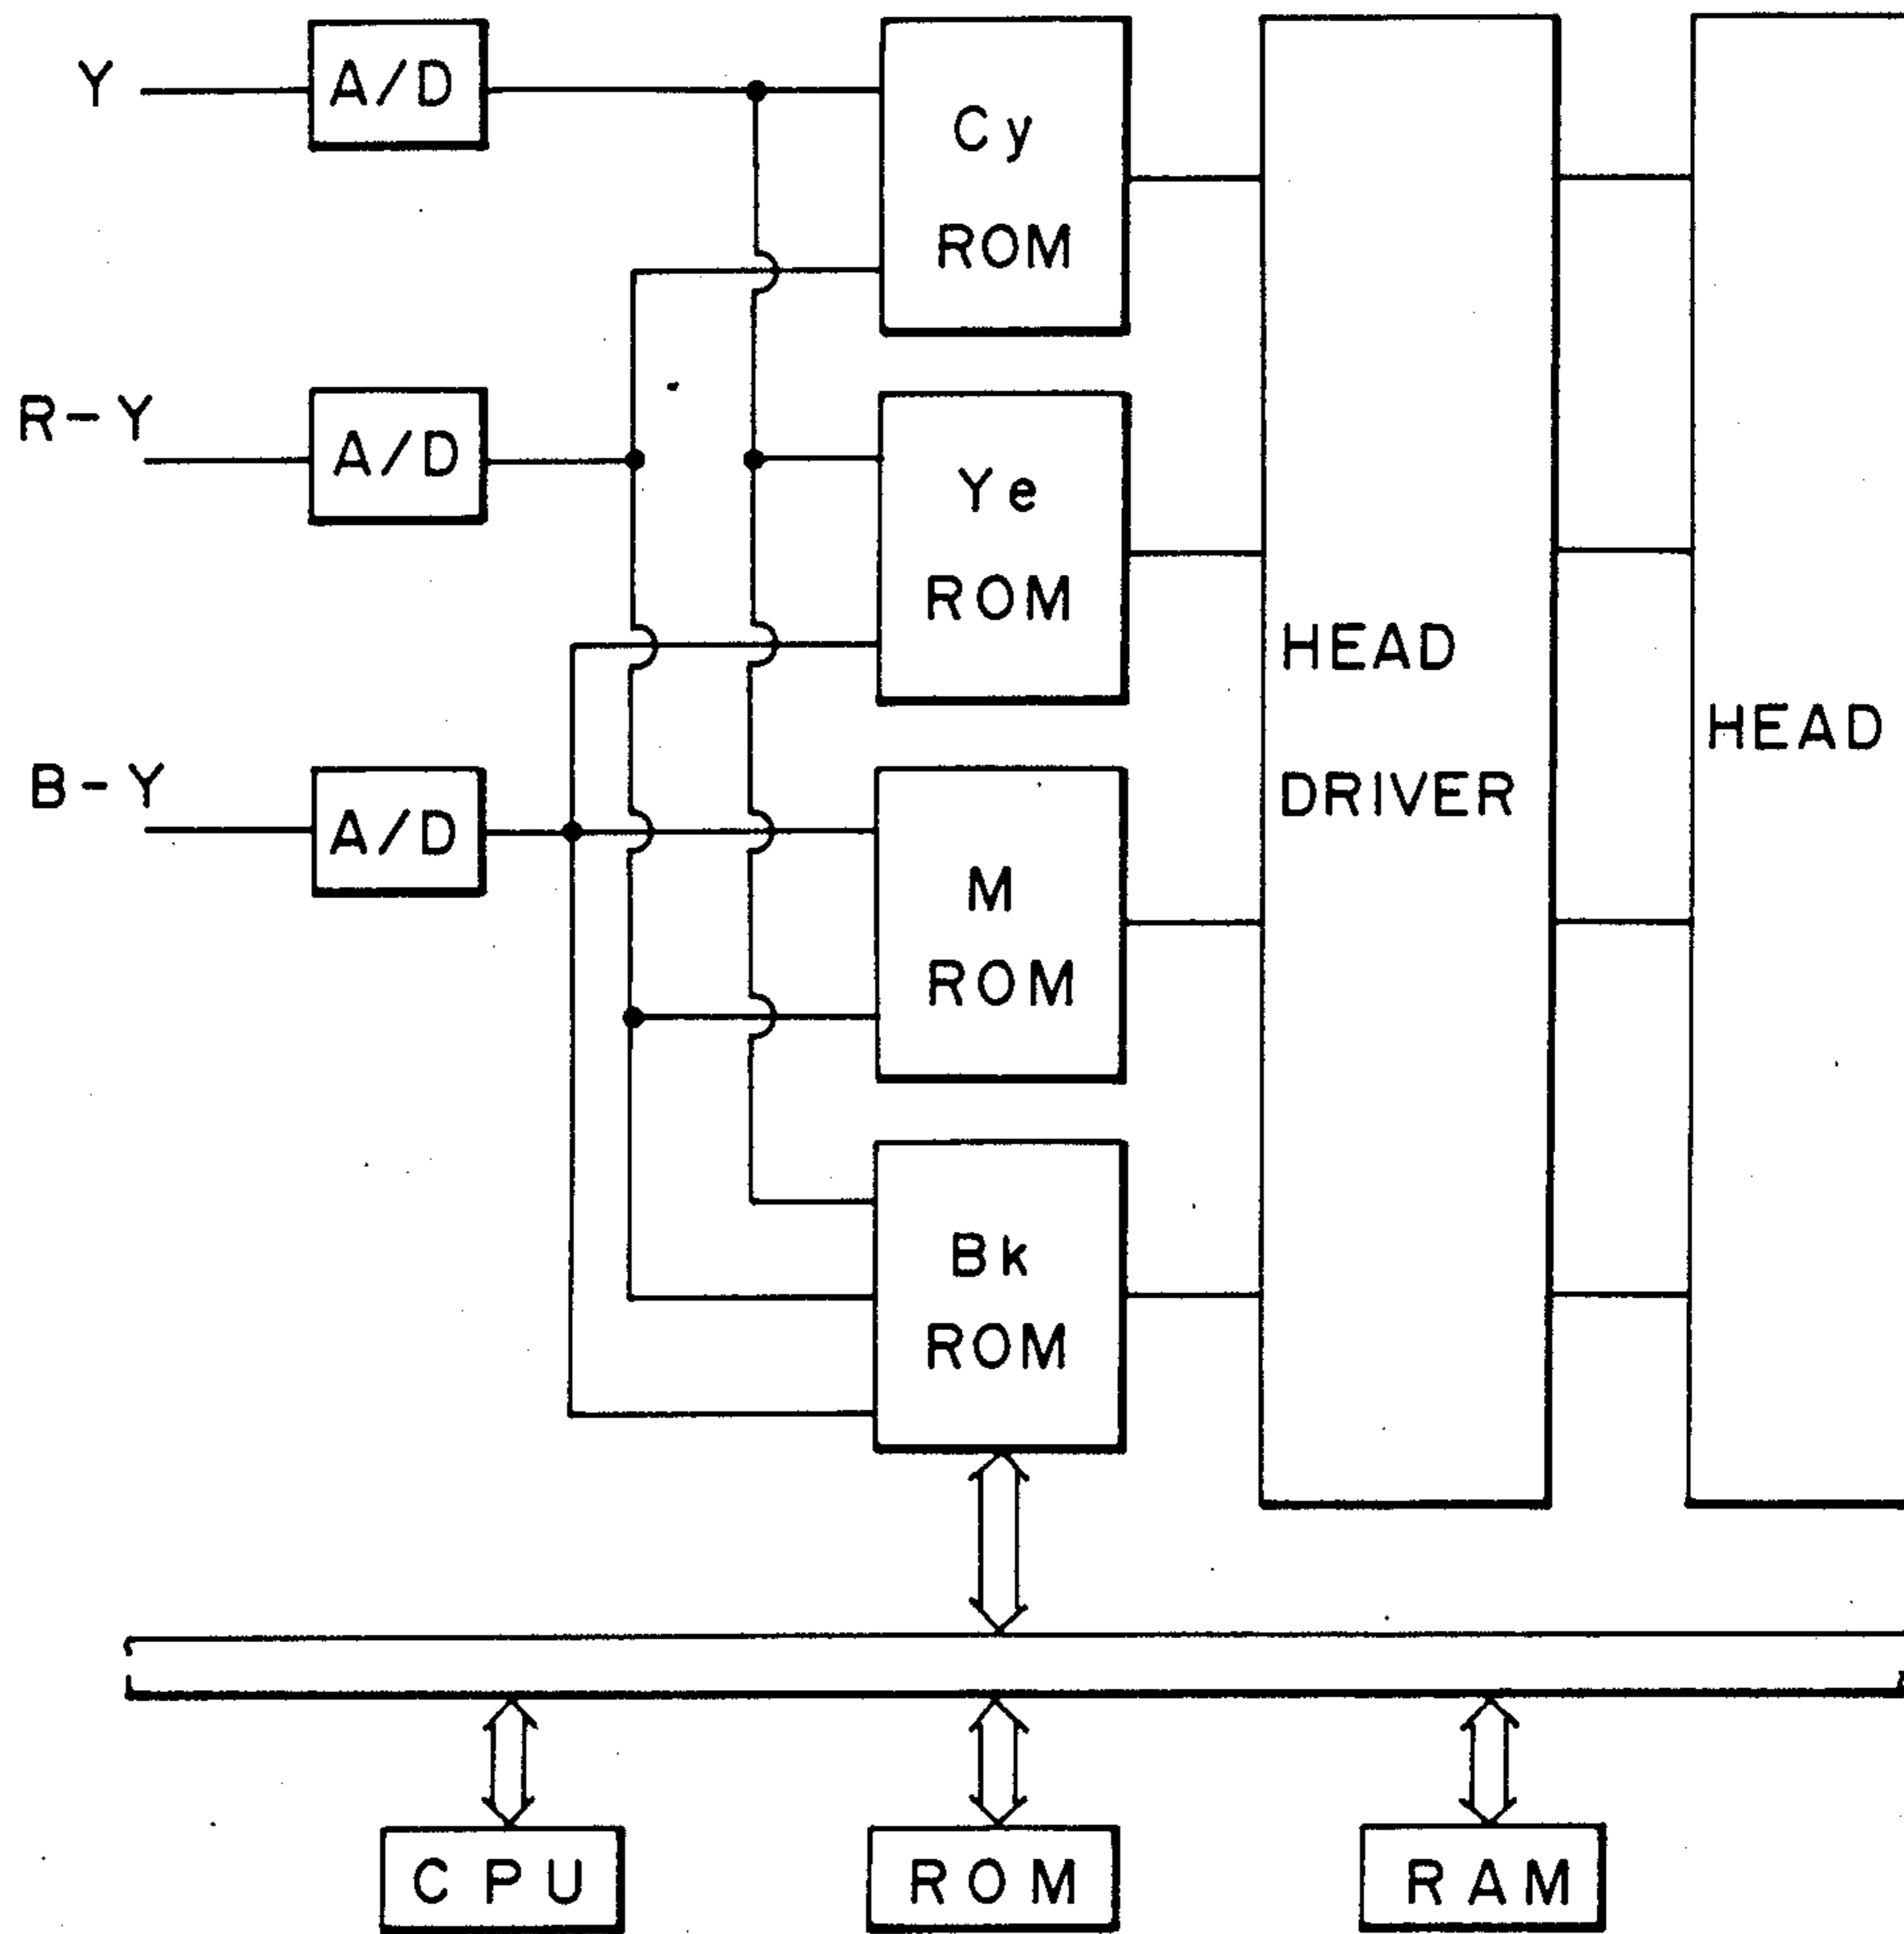 Y
A/D
Cy
ROM
R-Y
A/D
Ye
ROM
HEAD
DRIVER
HEAD
B-Y
A/D
M
ROM
Bk
ROM
CPU
ROM
RAM